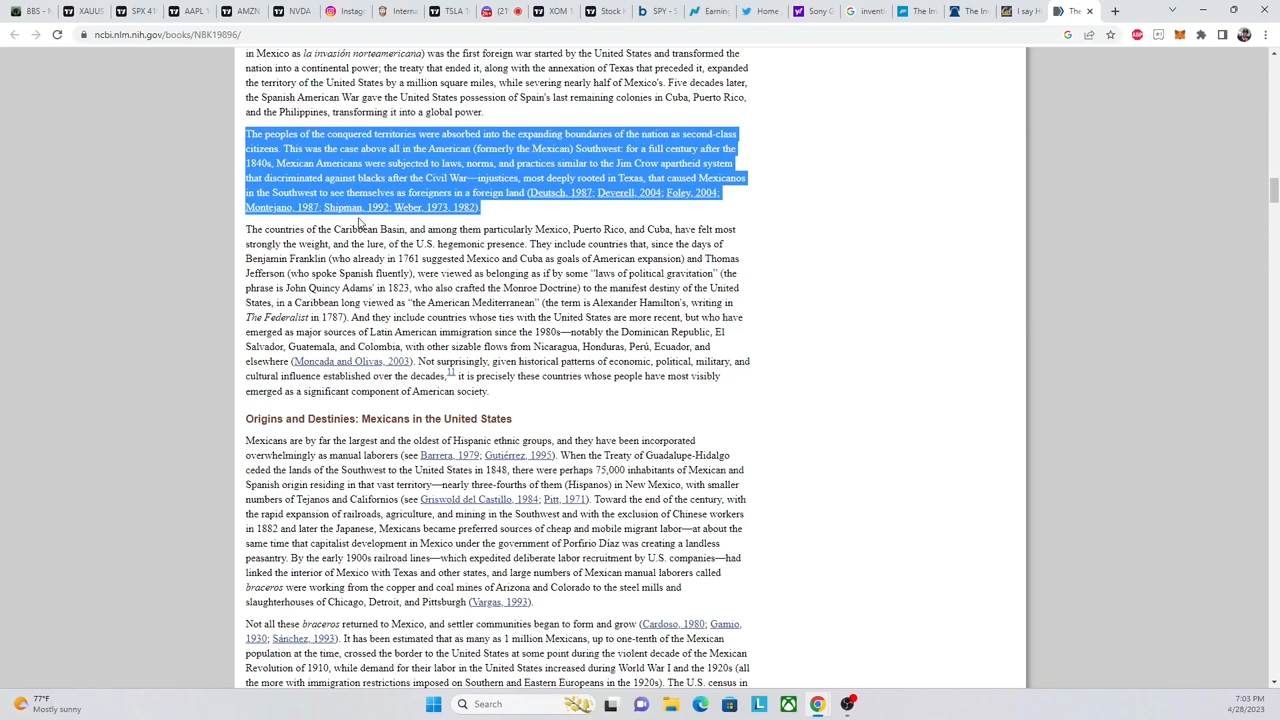 BBS - N
XAUUS
SPX 41(
AAPL 1
AMZN
NVDA
Instag
Interna
TSLA 1
(21
XOM 1
Stock H
SPY - S
Earning
Home
Sony G
inventi
The Inv
The Inv
I say H
The
ncbi.nlm.nih.gov/books/NBK19896/
in Mexico as la invasión norteamericana) was the first foreign war started by the United States and transformed the
nation into a continental power; the treaty that ended it, along with the annexation of Texas that preceded it, expanded
the territory of the United States by a million square miles, while severing nearly half of Mexico's. Five decades later,
the Spanish American War gave the United States possession of Spain's last remaining colonies in Cuba, Puerto Rico,
and the Philippines, transforming it into a global power.
The peoples of the conquered territories were absorbed into the expanding boundaries of the nation as second-class
citizens. This was the case above all in the American (formerly the Mexican) Southwest: for a full century after the
1840s, Mexican Americans were subjected to laws, norms, and practices similar to the Jim Crow apartheid system
that discriminated against blacks after the Civil War—injustices, most deeply rooted in Texas, that caused Mexicanos
in the Southwest to see themselves as foreigners in a foreign land (Deutsch, 1987; Deverell, 2004; Foley, 2004;
Montejano, 1987; Shipman, 1992; Weber, 1973, 1982).
The countries of the Caribbean Basin, and among them particularly Mexico, Puerto Rico, and Cuba, have felt most
strongly the weight, and the lure, of the U.S. hegemonic presence. They include countries that, since the days of
Benjamin Franklin (who already in 1761 suggested Mexico and Cuba as goals of American expansion) and Thomas
Jefferson (who spoke Spanish fluently), were viewed as belonging as if by some “laws of political gravitation” (the
phrase is John Quincy Adams' in 1823, who also crafted the Monroe Doctrine) to the manifest destiny of the United
States, in a Caribbean long viewed as “the American Mediterranean” (the term is Alexander Hamilton's, writing in
The Federalist in 1787). And they include countries whose ties with the United States are more recent, but who have
emerged as major sources of Latin American immigration since the 1980s—notably the Dominican Republic, El
Salvador, Guatemala, and Colombia, with other sizable flows from Nicaragua, Honduras, Perú, Ecuador, and
elsewhere (Moncada and Olivas, 2003). Not surprisingly, given historical patterns of economic, political, military, and
cultural influence established over the decades,11 it is precisely these countries whose people have most visibly
emerged as a significant component of American society.
Origins and Destinies: Mexicans in the United States
Mexicans are by far the largest and the oldest of Hispanic ethnic groups, and they have been incorporated
overwhelmingly as manual laborers (see Barrera, 1979; Gutiérrez, 1995). When the Treaty of Guadalupe-Hidalgo
ceded the lands of the Southwest to the United States in 1848, there were perhaps 75,000 inhabitants of Mexican and
Spanish origin residing in that vast territory—nearly three-fourths of them (Hispanos) in New Mexico, with smaller
numbers of Tejanos and Californios (see Griswold del Castillo, 1984; Pitt, 1971). Toward the end of the century, with
the rapid expansion of railroads, agriculture, and mining in the Southwest and with the exclusion of Chinese workers
in 1882 and later the Japanese, Mexicans became preferred sources of cheap and mobile migrant labor—at about the
same time that capitalist development in Mexico under the government of Porfirio Díaz was creating a landless
peasantry. By the early 1900s railroad lines—which expedited deliberate labor recruitment by U.S. companies—had
linked the interior of Mexico with Texas and other states, and large numbers of Mexican manual laborers called
braceros were working from the copper and coal mines of Arizona and Colorado to the steel mills and
slaughterhouses of Chicago, Detroit, and Pittsburgh (Vargas, 1993).
Not all these braceros returned to Mexico, and settler communities began to form and grow (Cardoso, 1980; Gamio,
1930; Sánchez, 1993). It has been estimated that as many as 1 million Mexicans, up to one-tenth of the Mexican
population at the time, crossed the border to the United States at some point during the violent decade of the Mexican
Revolution of 1910, while demand for their labor in the United States increased during World War I and the 1920s (all
the more with immigration restrictions imposed on Southern and Eastern Europeans in the 1920s). The U.S. census in
77°F
Mostly sunny
Search
7:03 PM
4/28/2023